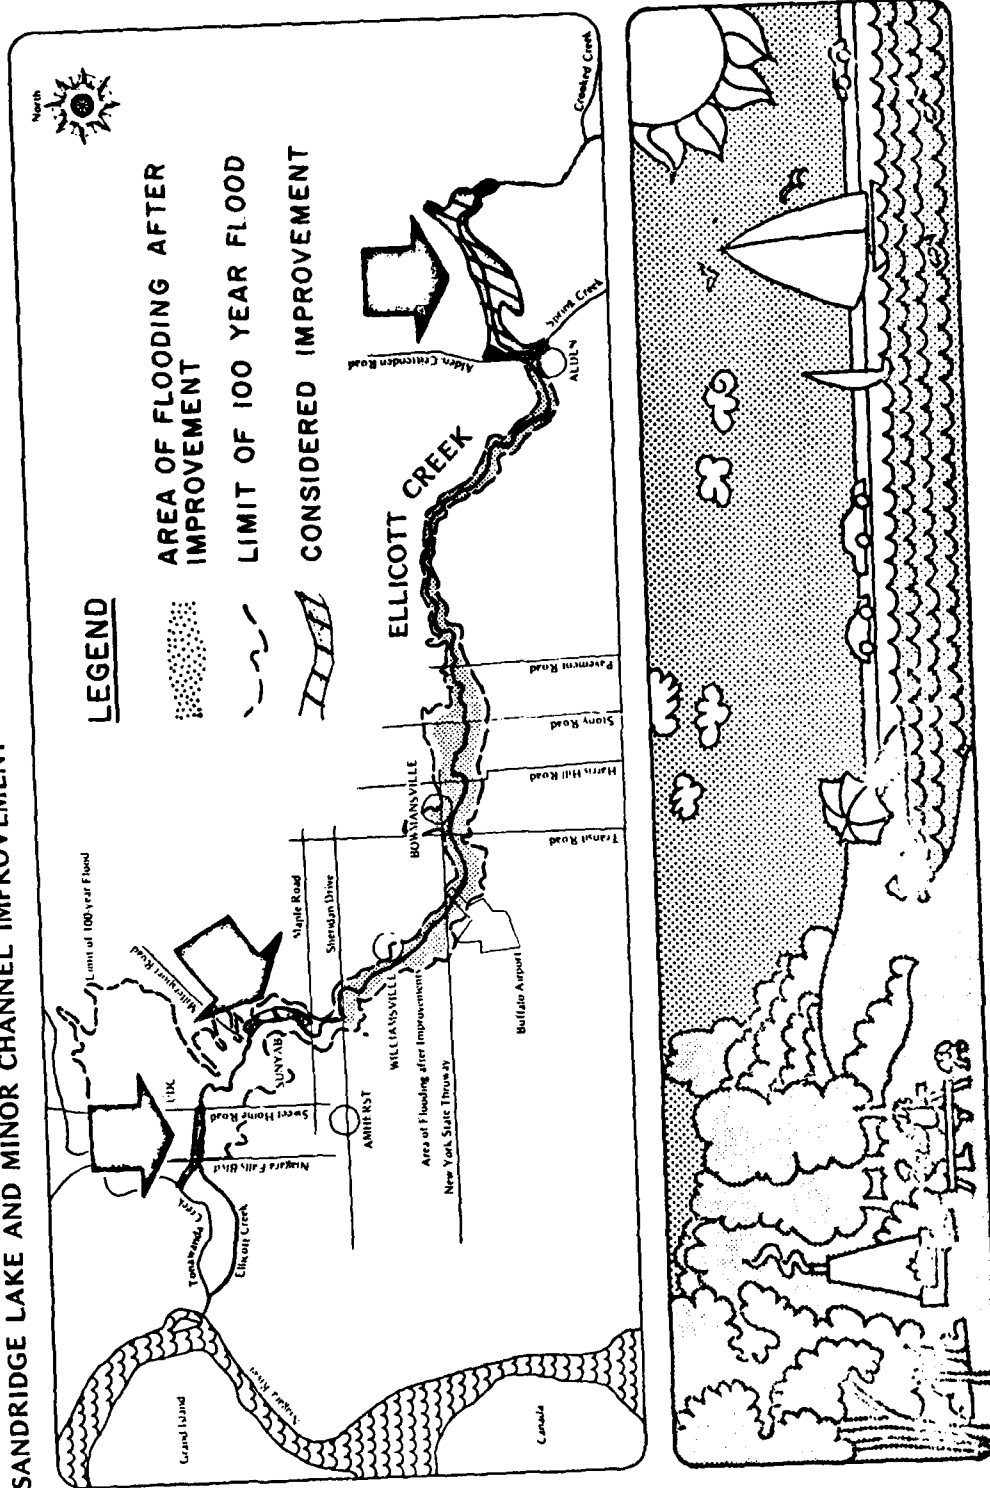 SANDRIDGE LAKE AND MINOR CHANNEL IMPROVEMENT
North
LEGEND
AREA OF FLOODING AFTER
IMPROVEMENT
LIMIT OF 100 YEAR FLOOD
CONSIDERED IMPROVEMENT
Limit of 100-year Flood
Millersport Road
Maple Road
Sheridan Drive
UDC
SUNYAB
Sweet Home Road
Niagara Falls Blvd
Tonawanda Creek
Ellicott Creek
Grand Island
Niagara River
Canada
AMHERST
WILLIAMSVILLE
Area of Flooding after Improvements
New York State Thruway
Buffalo Airport
BOWMANSVILLE
Transit Road
Harris Hill Road
Stony Road
Pavement Road
ELLICOTT CREEK
Alden-Crittenden Road
ALDEN
Spring Creek
Crooked Creek